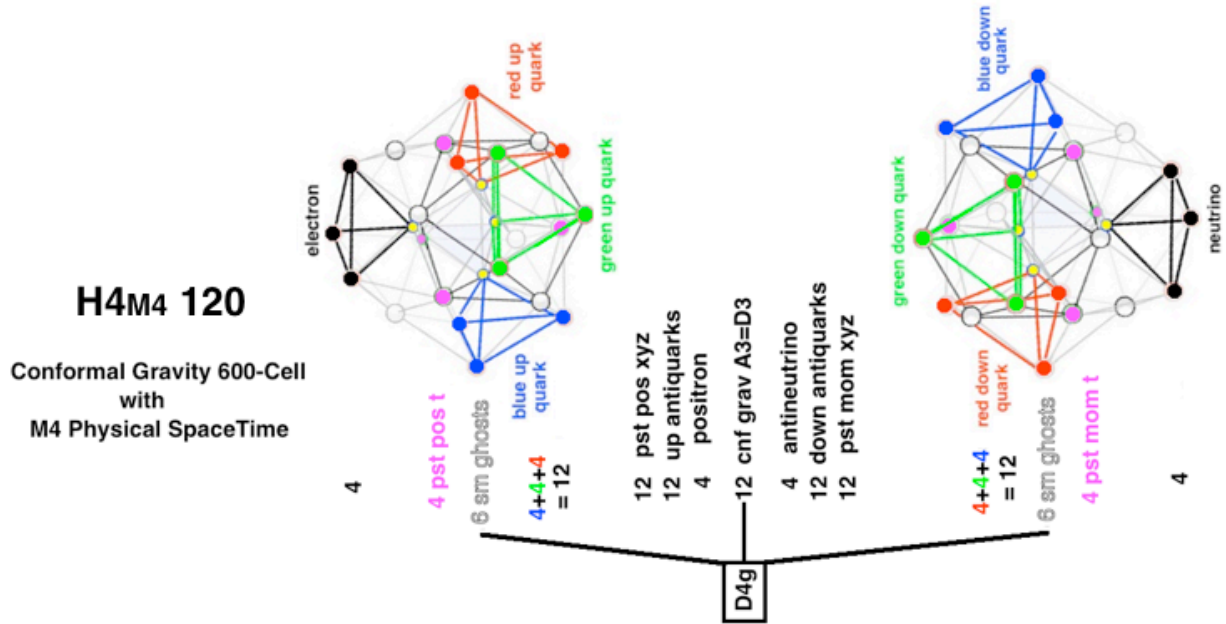 H4M4 120
Conformal Gravity 600-Cell
with
M4 Physical SpaceTime
electron
red up
quark
green up quark
blue up
quark
4
4 pst pos t
6 sm ghosts
4+4+4
= 12
12 pst pos xyz
12 up antiquarks
4 positron
12 cnf grav A3=D3
4 antineutrino
12 down antiquarks
12 pst mom xyz
D4g
blue down
quark
green down quark
red down
quark
neutrino
4+4+4
= 12
6 sm ghosts
4 pst mom t
4